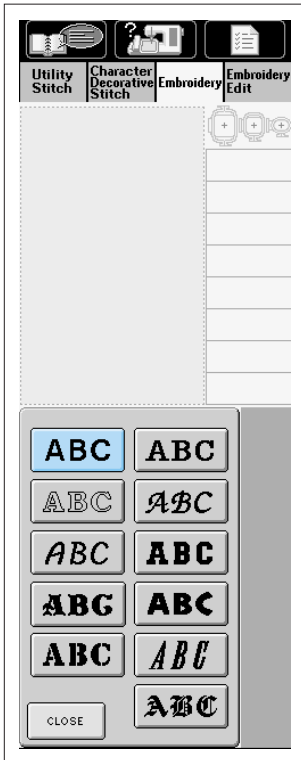 ?
Utility Stitch
Character Decorative Stitch
Embroidery
Embroidery Edit
ABC ABC
ABC ABC
ABC ABC
ABC ABC
ABC ABC
CLOSE ABC